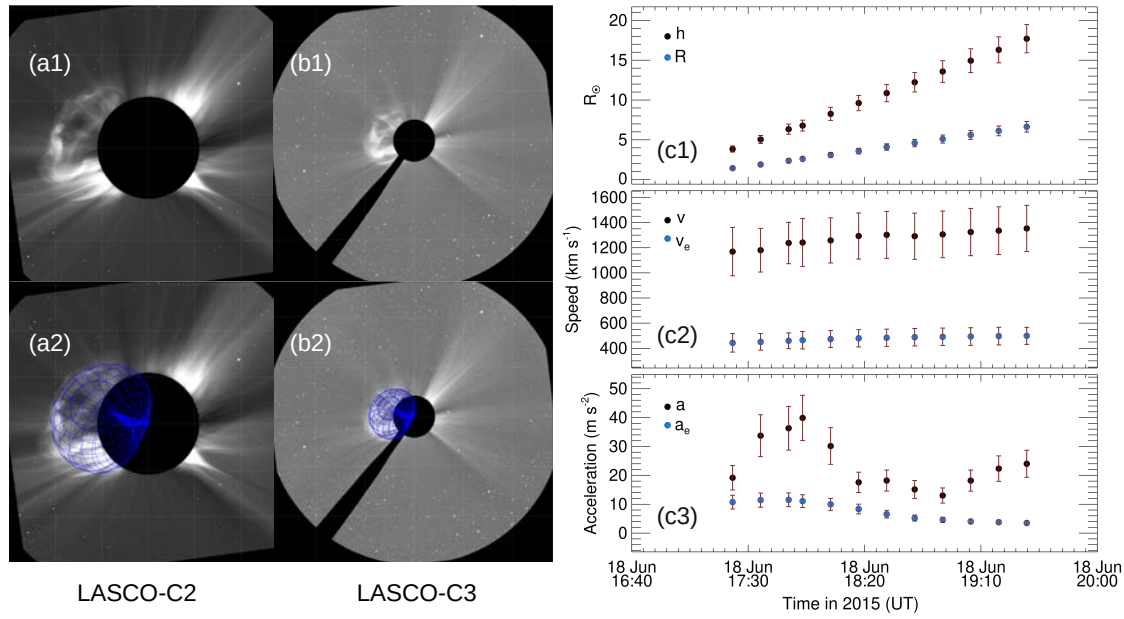 (a1)
(b1)
(a2)
(b2)
LASCO-C2
LASCO-C3
20
15
10
5
0
R☉
h
R
(c1)
1600
1400
1200
1000
800
600
400
Speed (km s⁻¹)
v
vₑ
(c2)
50
40
30
20
10
0
Acceleration (m s⁻²)
a
aₑ
(c3)
18 Jun 18 Jun 18 Jun 18 Jun 18 Jun
16:40 17:30 18:20 19:10 20:00
Time in 2015 (UT)